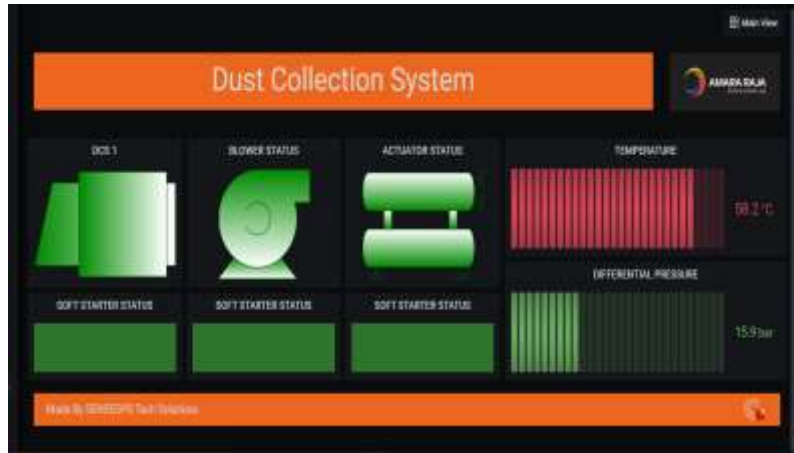 Main View
Dust Collection System
AMARA RAJA
DCS 1
BLOWER STATUS
ACTUATOR STATUS
TEMPERATURE
58.2 °C
DIFFERENTIAL PRESSURE
SOFT STARTER STATUS
SOFT STARTER STATUS
SOFT STARTER STATUS
15.9 bar
Made By Tech Solutions